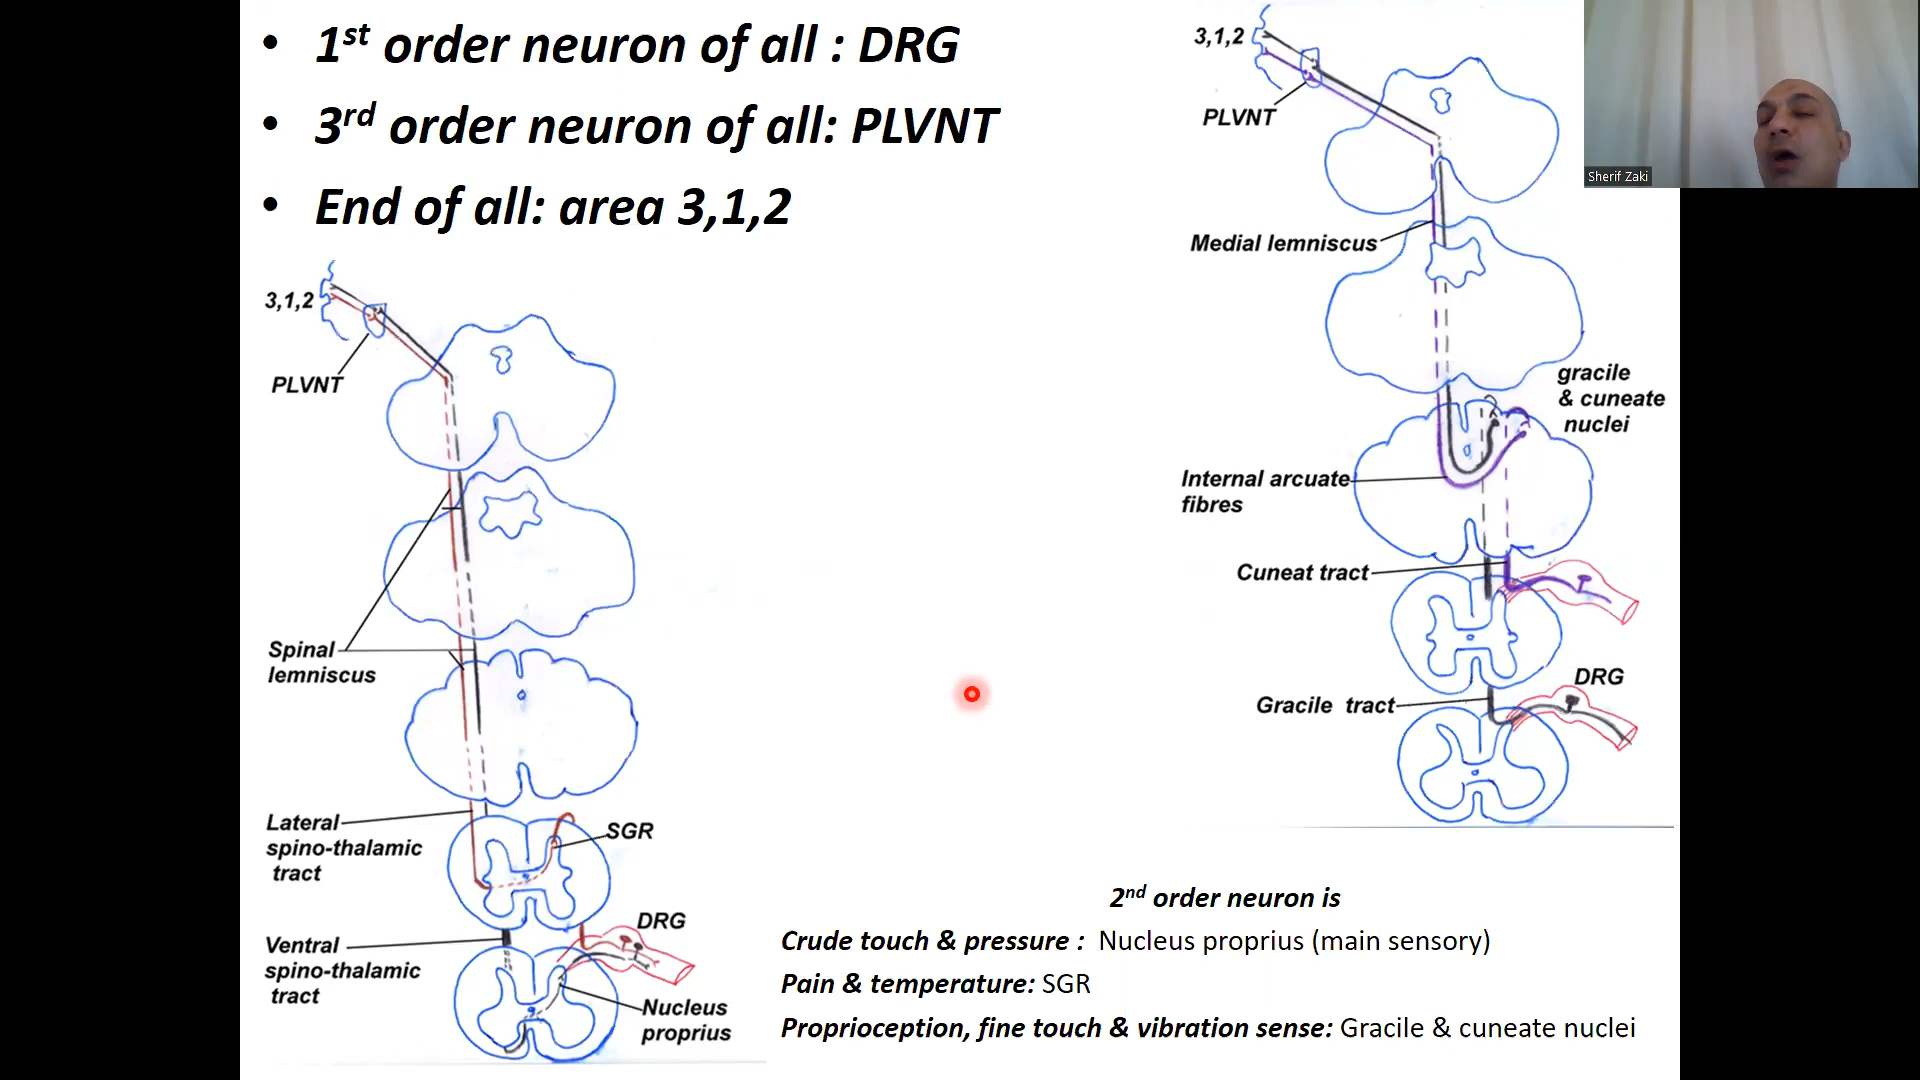 • 1st order neuron of all : DRG
• 3rd order neuron of all: PLVNT
• End of all: area 3,1,2
3,1,2
PLVNT
Spinal
lemniscus
Lateral
spino-thalamic
tract
SGR
DRG
Ventral
spino-thalamic
tract
Nucleus
proprius
3,1,2
PLVNT
Medial lemniscus
gracile
& cuneate
nuclei
Internal arcuate
fibres
Cuneat tract
DRG
Gracile tract
2nd order neuron is
Crude touch & pressure : Nucleus proprius (main sensory)
Pain & temperature: SGR
Proprioception, fine touch & vibration sense: Gracile & cuneate nuclei
Sherif Zaki